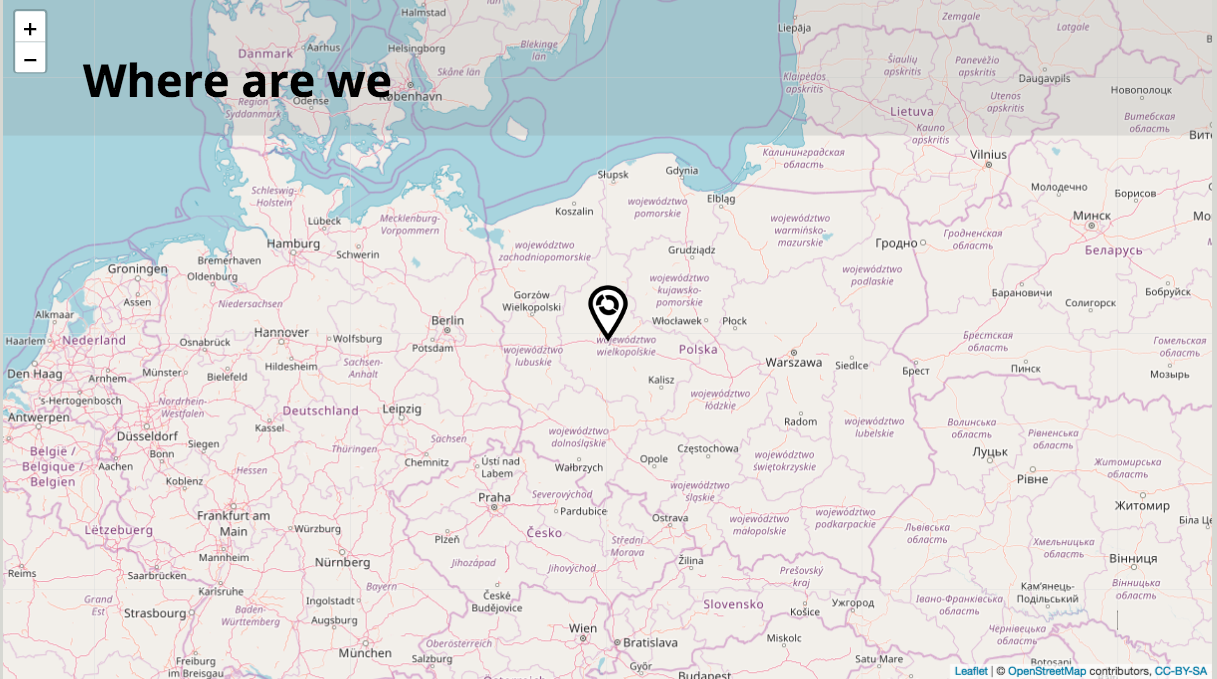 +
−
Where are we
Halmstad
Zemgale
Latgale
Liepāja
Danmark
Aarhus
Helsingborg
Blekinge
län
Skåne län
Šiaulių
apskritis
Panevėžio
apskritis
Daugavpils
Klaipėdos
apskritis
Новополоцк
Odense
København
Region
Syddanmark
Lietuva
Utenos
apskritis
Kauno
apskritis
Витебская
область
Вит
Калининградская
область
Vilnius
Słupsk
Gdynia
Молодечно
Борисов
Schleswig-
Holstein
Elbląg
Koszalin
województwo
pomorskie
Минск
Мо
Lübeck
Mecklenburg-
Vorpommern
województwo
warmińsko-
mazurskie
Hamburg
Schwerin
województwo
zachodniopomorskie
Grudziądz
Гродно
Гродненская
область
Беларусь
Bremerhaven
Groningen
Oldenburg
województwo
podlaskie
Assen
Niedersachsen
Gorzów
Wielkopolski
województwo
kujawsko-
pomorskie
Барановичи
Солигорск
Бобруйск
Alkmaar
Berlin
Włocławek
Płock
Haarlem
Nederland
Osnabrück
Hannover
Wolfsburg
Potsdam
województwo
lubuskie
województwo
wielkopolskie
Polska
Брестская
область
Гомельская
область
Warszawa
Siedlce
Брест
Пинск
Мозырь
Den Haag
Arnhem
Münster
Bielefeld
Hildesheim
Sachsen-
Anhalt
Kalisz
's-Hertogenbosch
Nordrhein-
Westfalen
Deutschland
Leipzig
województwo
łódzkie
Antwerpen
Radom
województwo
lubelskie
Волинська
область
Рівненська
область
Düsseldorf
Siegen
Kassel
Thüringen
Sachsen
województwo
dolnośląskie
Częstochowa
België /
Belgique /
Belgien
Bonn
Aachen
Hessen
Chemnitz
Ústí nad
Labem
Wałbrzych
Opole
województwo
świętokrzyskie
Луцьк
Житомирська
область
Рівне
Koblenz
Praha
Severovýchod
Pardubice
województwo
śląskie
Житомир
Lëtzebuerg
Frankfurt am
Main
Würzburg
Plzeň
Česko
Ostrava
województwo
małopolskie
województwo
podkarpackie
Львівська
область
Біла Це
Mannheim
Nürnberg
Jihozápad
Jihovýchod
Střední
Morava
Žilina
Prešovský
kraj
Хмельницька
область
Вінниця
Reims
Saarbrücken
Karlsruhe
Bayern
Ingolstadt
České
Budějovice
Slovensko
Košice
Ужгород
Івано-Франківська
область
Кам'янець-
Подільський
Вінницька
область
Grand
Est
Strasbourg
Baden-
Württemberg
Augsburg
Wien
Bratislava
Miskolc
Чернівецька
область
Freiburg
im Breisgau
München
Salzburg
Oberösterreich
Győr
Budapest
Satu Mare
Botoșani
Leaflet | © OpenStreetMap contributors, CC-BY-SA